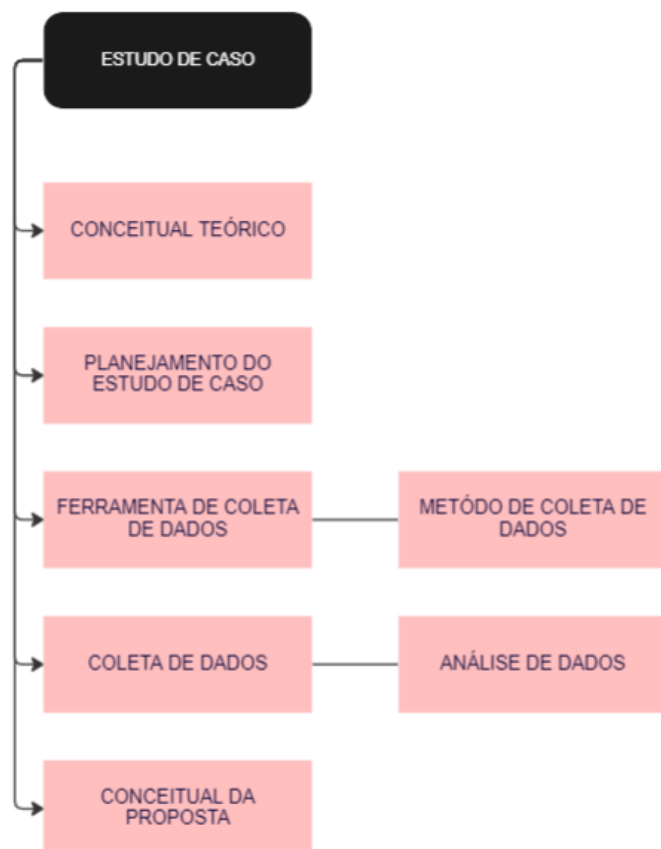 ESTUDO DE CASO
CONCEITUAL TEÓRICO
PLANEJAMENTO DO
ESTUDO DE CASO
FERRAMENTA DE COLETA
DE DADOS
METÓDO DE COLETA DE
DADOS
COLETA DE DADOS
ANÁLISE DE DADOS
CONCEITUAL DA
PROPOSTA